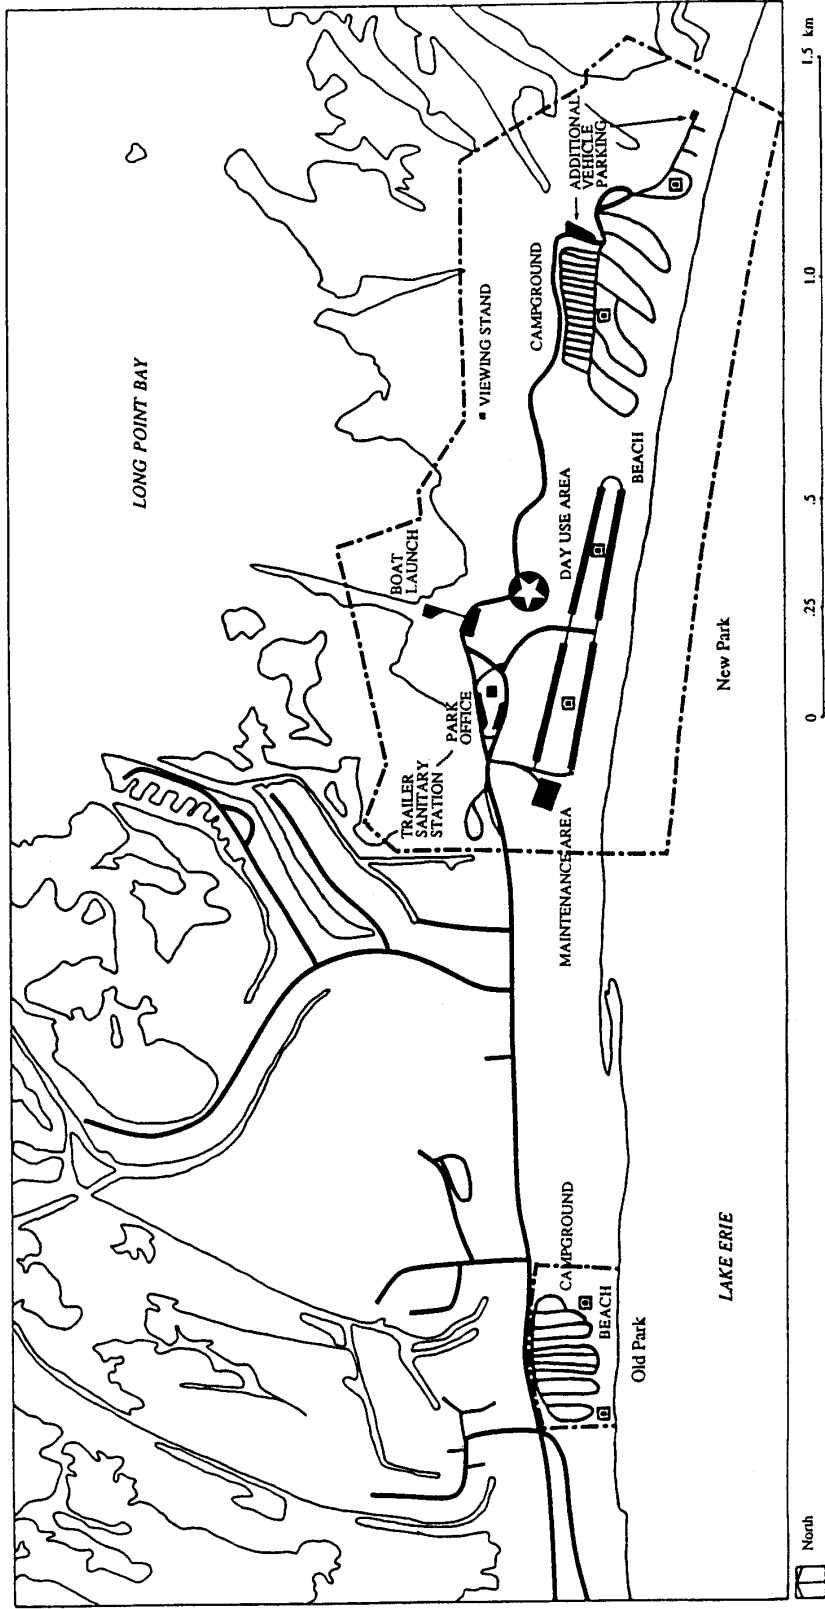 LONG POINT BAY
VIEWING STAND
ADDITIONAL
VEHICLE
PARKING
CAMPGROUND
BOAT
LAUNCH
DAY USE AREA
BEACH
TRAILER
SANITARY
STATION
PARK
OFFICE
MAINTENANCE AREA
New Park
CAMPGROUND
BEACH
Old Park
LAKE ERIE
North
0
.25
.5
1.0
1.5 km